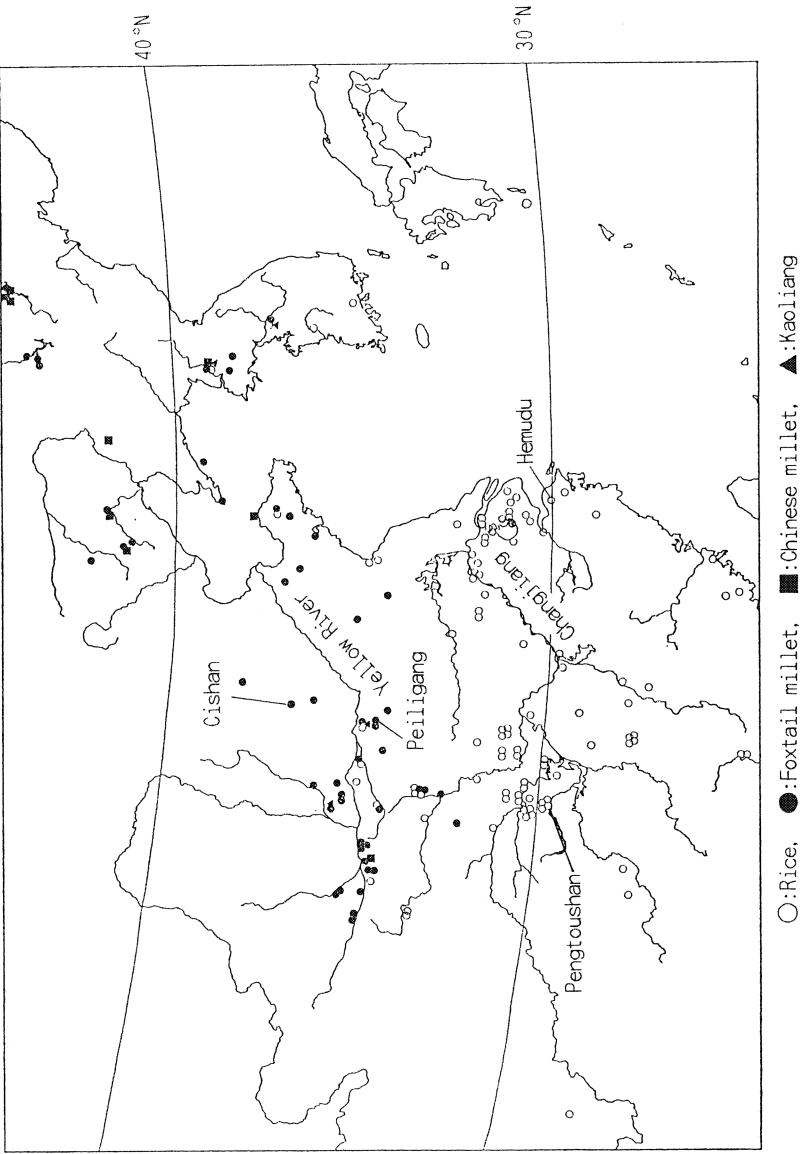 40°N
30°N
Cishan
Yellow River
Peiligang
Changjiang
Hemudu
Pengtoushan
○:Rice, ●:Foxtail millet, ■:Chinese millet, ▲:Kaoliang